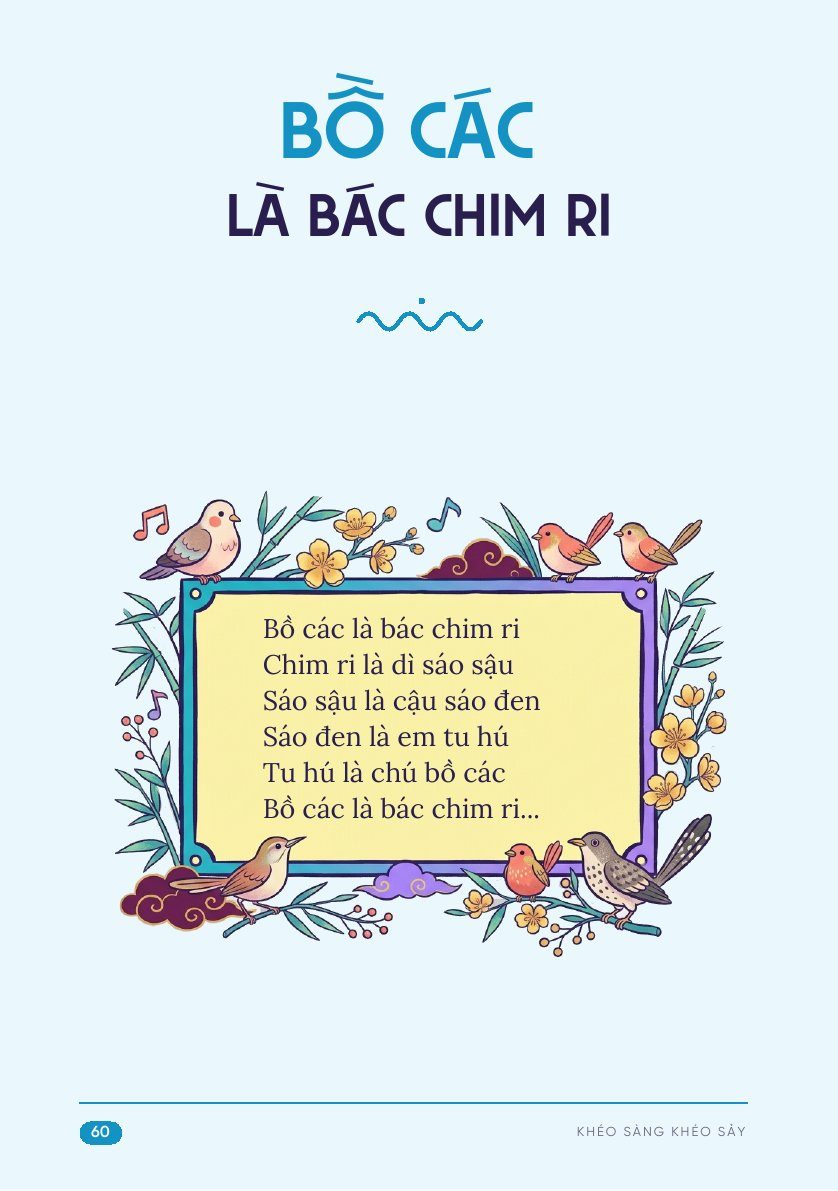 BỒ CÁC
LÀ BÁC CHIM RI
Bồ các là bác chim ri
Chim ri là dì sáo sậu
Sáo sậu là cậu sáo đen
Sáo đen là em tu hú
Tu hú là chú bồ các
Bồ các là bác chim ri...
60
KHÉO SÀNG KHÉO SẢY